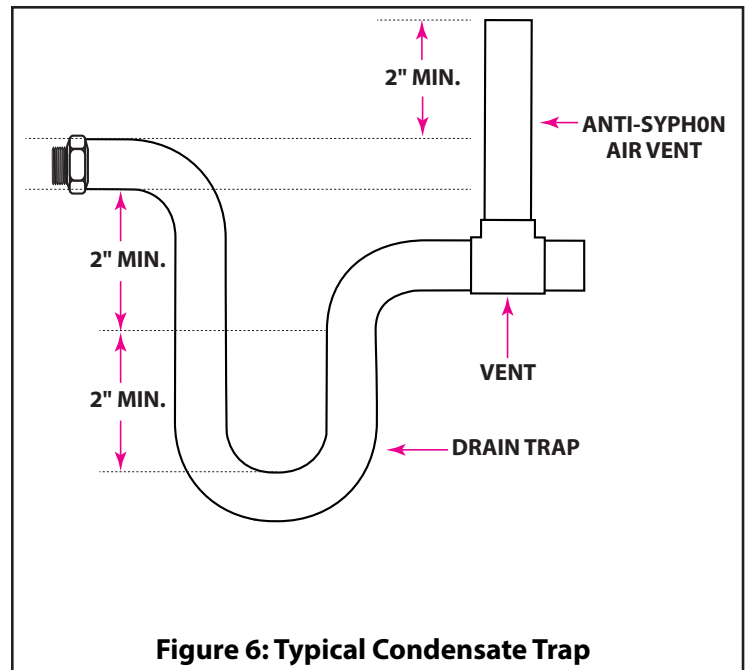 2" MIN.
ANTI-SYPH0N
AIR VENT
2" MIN.
2" MIN.
VENT
DRAIN TRAP
Figure 6: Typical Condensate Trap